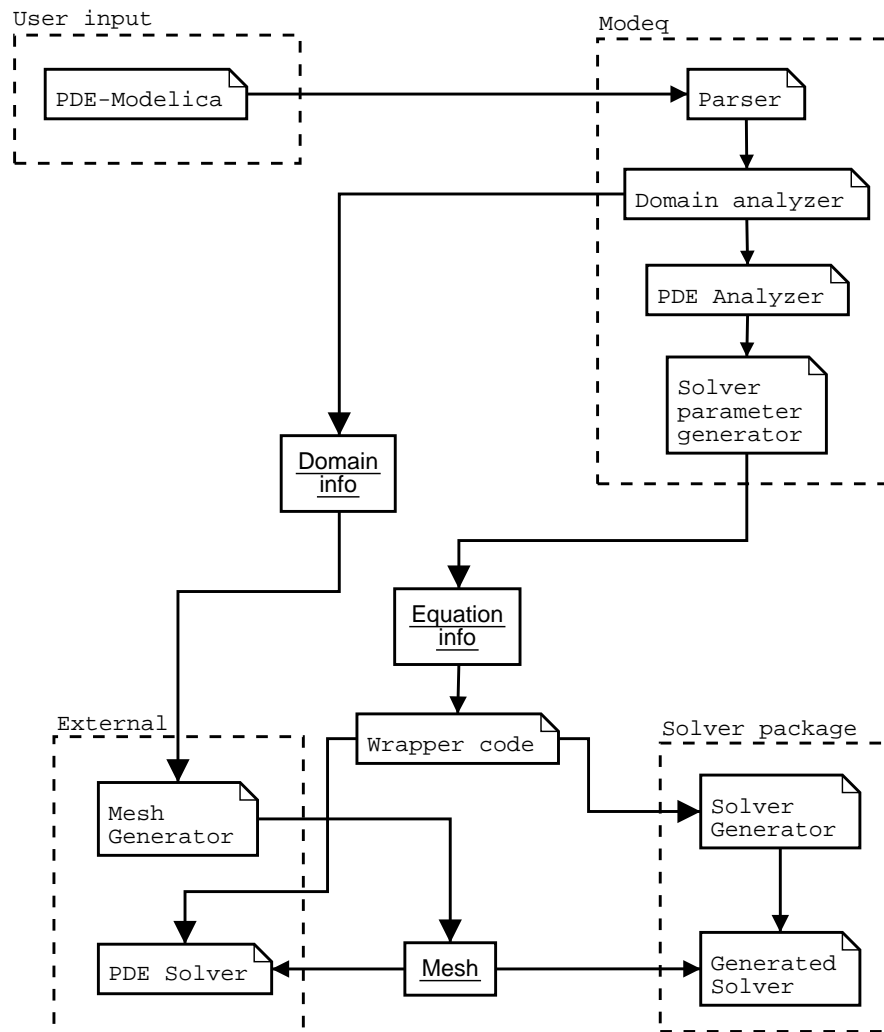 User input
Modeq
PDE-Modelica
Parser
Domain analyzer
PDE Analyzer
Solver
parameter
generator
Domain
info
Equation
info
External
Wrapper code
Solver package
Mesh
Generator
Solver
Generator
PDE Solver
Mesh
Generated
Solver